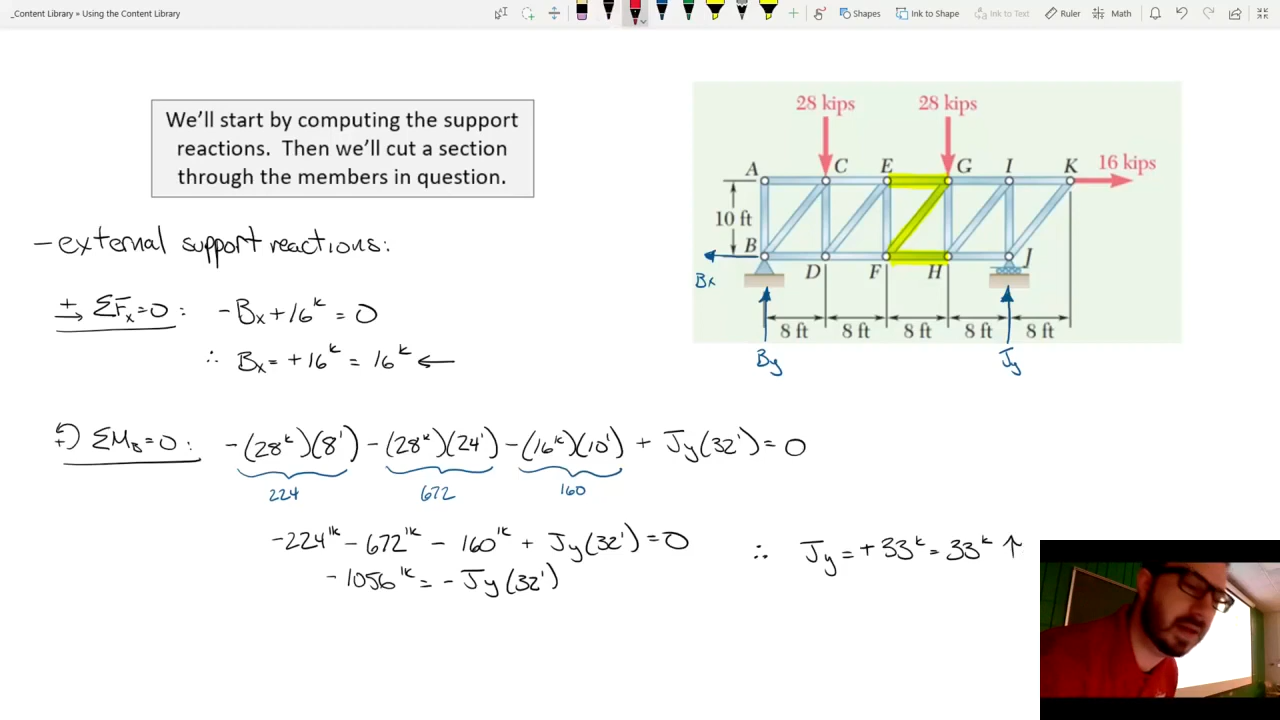 _Content Library » Using the Content Library
Shapes
Ink to Shape
Ink to Text
Ruler
Math
We'll start by computing the support
reactions. Then we'll cut a section
through the members in question.
28 kips
28 kips
A
C
E
G
I
K
16 kips
10 ft
B
D
F
H
J
Bx
8 ft
8 ft
8 ft
8 ft
8 ft
By
Jy
- external support reactions:
+→ ΣFx=0: -Bx+16ᵏ = 0
∴ Bx= +16ᵏ = 16ᵏ ←
↶+ ΣMB=0: -(28ᵏ)(8') - (28ᵏ)(24') - (16ᵏ)(10') + Jy(32') = 0
224
672
160
-224'ᵏ - 672'ᵏ - 160'ᵏ + Jy(32') = 0
-1056'ᵏ = -Jy(32')
∴ Jy = +33ᵏ = 33ᵏ ↑